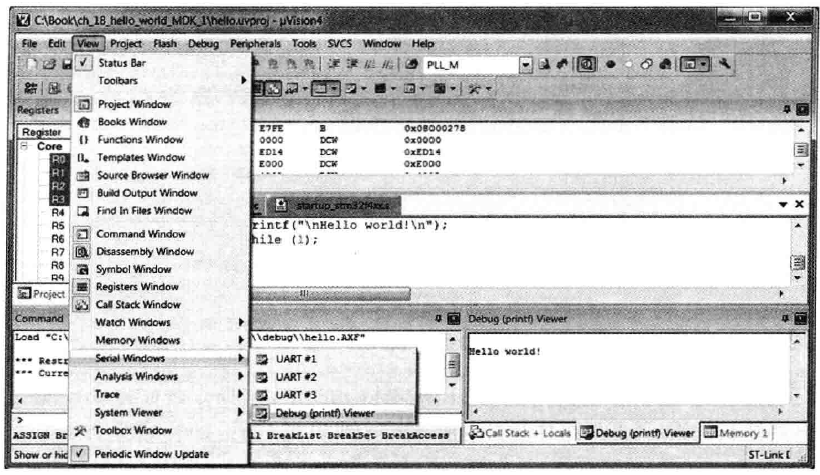 C:\Book\ch_18_hello_world_MDK_1\hello.uvproj - µVision4
File Edit View Project Flash Debug Peripherals Tools SVCS Window Help
PLL_M
Status Bar
Toolbars
Project Window
Books Window
Functions Window
Templates Window
Source Browser Window
Build Output Window
Find In Files Window
Command Window
Disassembly Window
Symbol Window
Registers Window
Call Stack Window
Watch Windows
Memory Windows
Serial Windows
Analysis Windows
Trace
System Viewer
Toolbox Window
Periodic Window Update
UART #1
UART #2
UART #3
Debug (printf) Viewer
Registers
Register
Core
R0
R1
R2
R3
R4
R5
R6
R7
R8
R9
Project
E7FE B 0x08000278
0000 DCW 0x0000
ED14 DCW 0xED14
E000 DCW 0xE000
startup_stm32f4xx.s
rintf("\nHello world!\n");
hile (1);
Command
Load "C:\ \\debug\\hello.AXF"
*** Restr
*** Curre
>
ASSIGN Br ll BreakList BreakSet BreakAccess
Show or hid
Debug (printf) Viewer
Hello world!
Call Stack + Locals Debug (printf) Viewer Memory 1
ST-Link